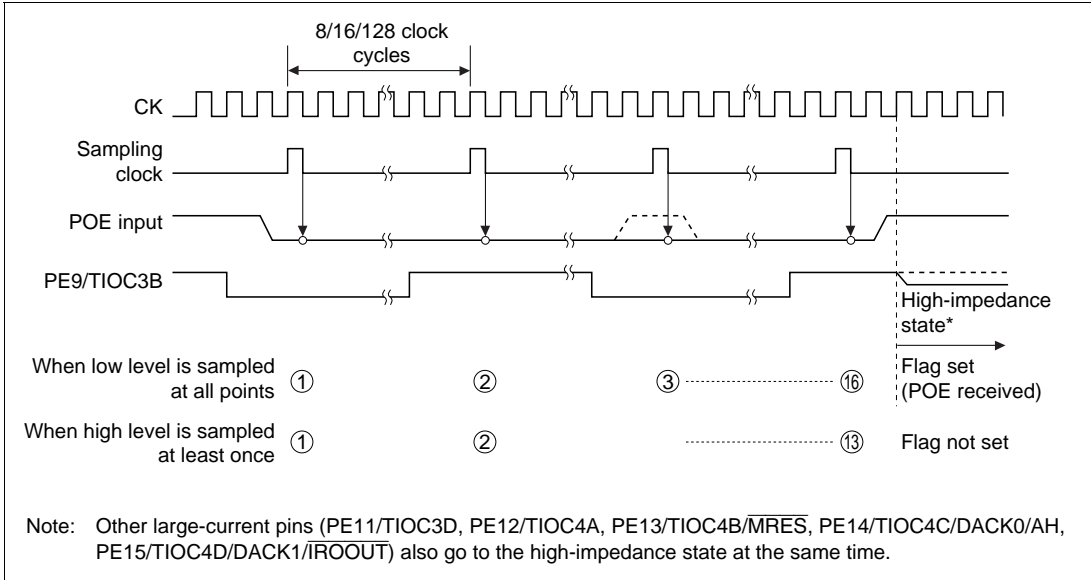 8/16/128 clock
cycles
CK
Sampling
clock
POE input
PE9/TIOC3B
High-impedance
state*
When low level is sampled
at all points
① ② ③ ⑯
Flag set
(POE received)
When high level is sampled
at least once
① ② ⑬ Flag not set
Note: Other large-current pins (PE11/TIOC3D, PE12/TIOC4A, PE13/TIOC4B/MRES, PE14/TIOC4C/DACK0/AH,
PE15/TIOC4D/DACK1/IROOUT) also go to the high-impedance state at the same time.